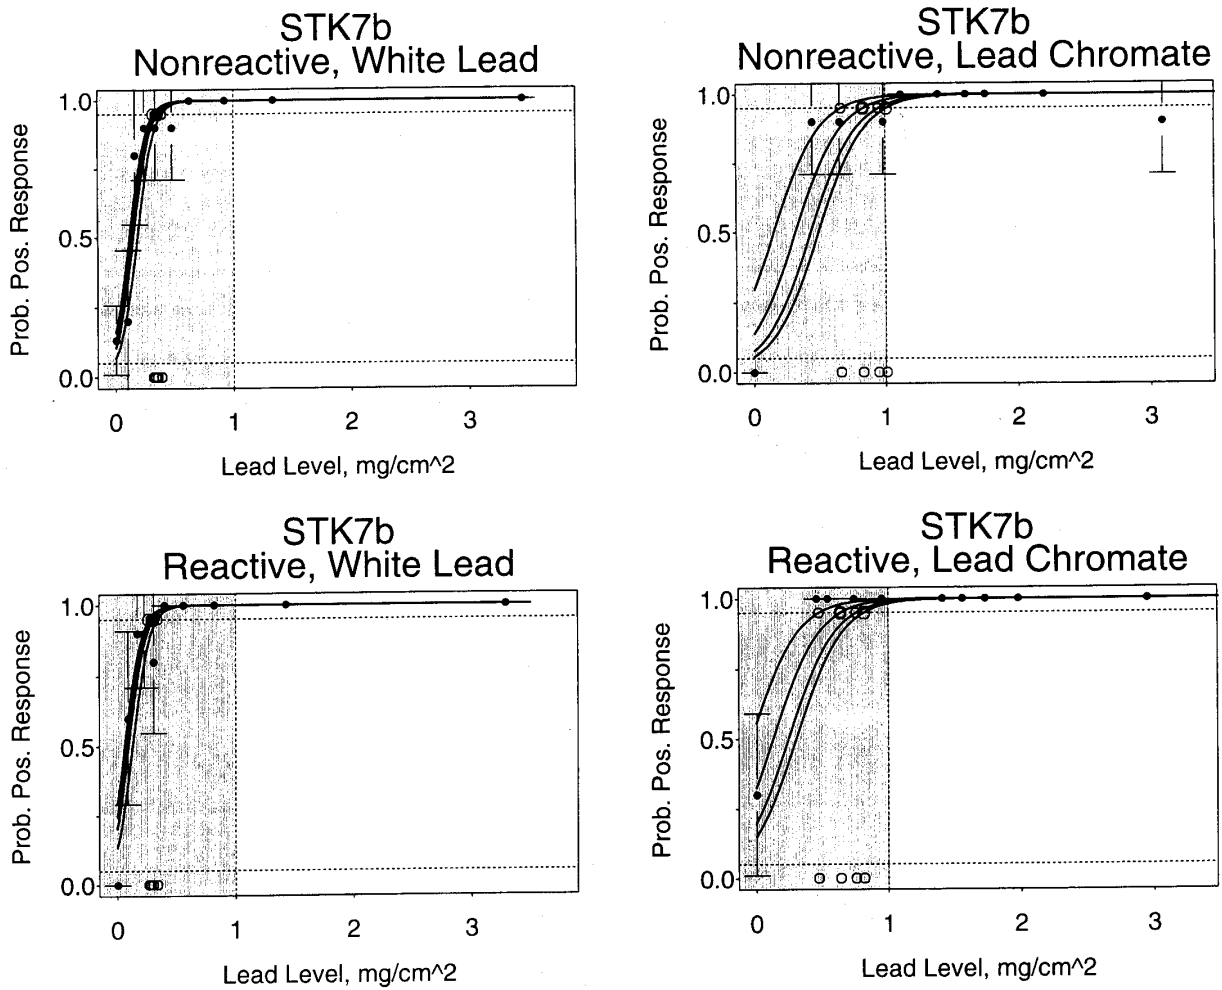 STK7b
Nonreactive, White Lead
Prob. Pos. Response
1.0
0.5
0.0
0 1 2 3
Lead Level, mg/cm^2
STK7b
Nonreactive, Lead Chromate
Prob. Pos. Response
1.0
0.5
0.0
0 1 2 3
Lead Level, mg/cm^2
STK7b
Reactive, White Lead
Prob. Pos. Response
1.0
0.5
0.0
0 1 2 3
Lead Level, mg/cm^2
STK7b
Reactive, Lead Chromate
Prob. Pos. Response
1.0
0.5
0.0
0 1 2 3
Lead Level, mg/cm^2